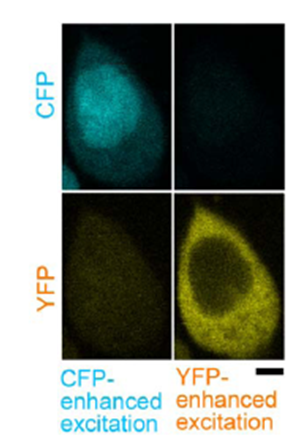 CFP
YFP
CFP-
enhanced
excitation
YFP-
enhanced
excitation